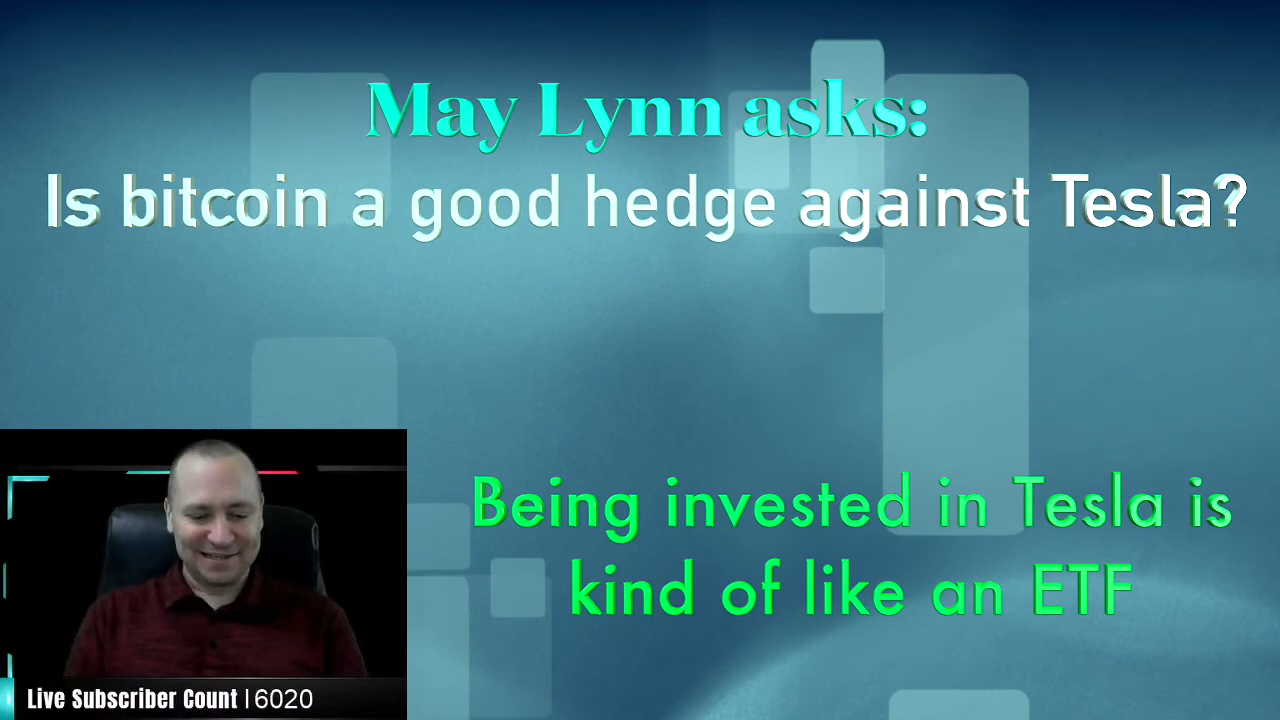 May Lynn asks:
Is bitcoin a good hedge against Tesla?
Being invested in Tesla is
kind of like an ETF
Live Subscriber Count | 6020